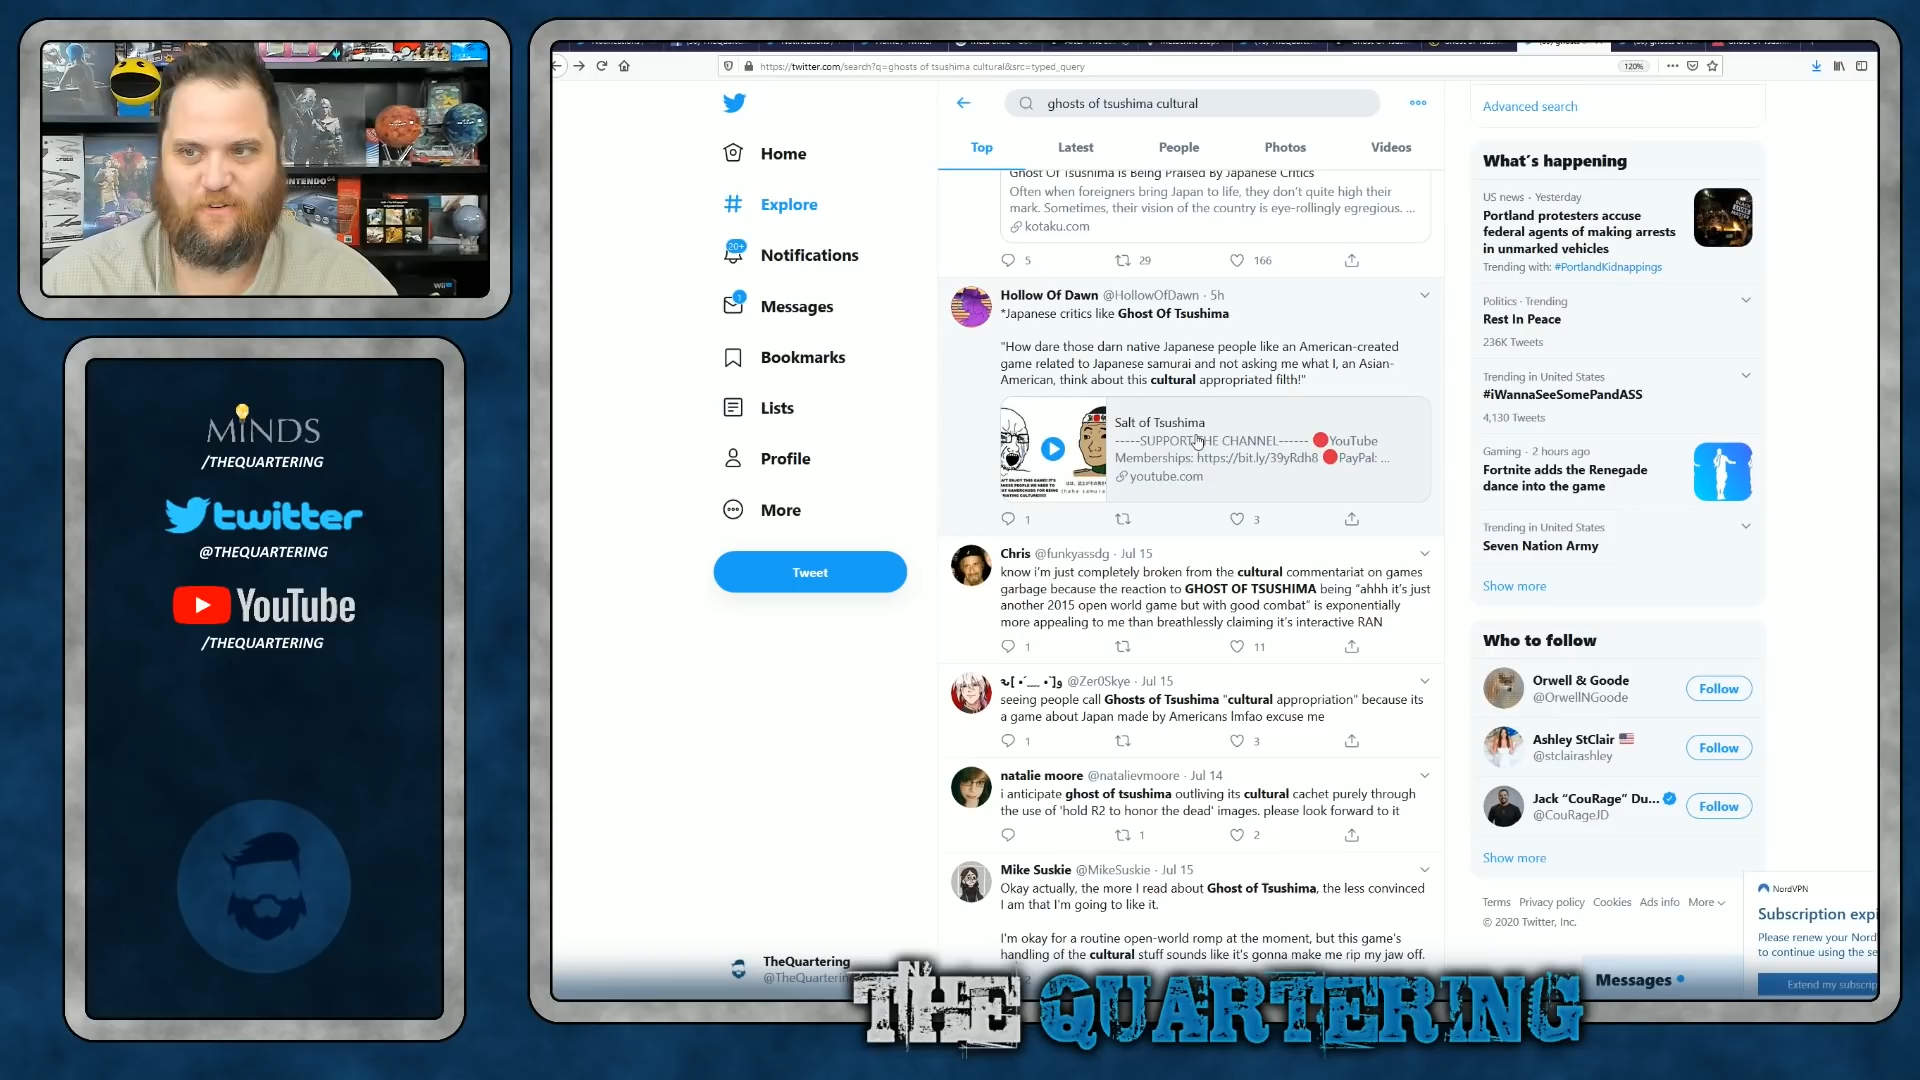 https://twitter.com/search?q=ghosts of tsushima cultural&src=typed_query
120%
ghosts of tsushima cultural
Top
Latest
People
Photos
Videos
Home
Explore
20+
Notifications
1
Messages
Bookmarks
Lists
Profile
More
Tweet
TheQuartering
Ghost Of Tsushima Is Being Praised By Japanese Critics
Often when foreigners bring Japan to life, they don't quite high their
mark. Sometimes, their vision of the country is eye-rollingly egregious. ...
kotaku.com
5 29 166
Hollow Of Dawn @HollowOfDawn · 5h
*Japanese critics like Ghost Of Tsushima
"How dare those darn native Japanese people like an American-created
game related to Japanese samurai and not asking me what I, an Asian-
American, think about this cultural appropriated filth!"
Salt of Tsushima
-----SUPPORT THE CHANNEL------ 🔴YouTube
Memberships: https://bit.ly/39yRdh8 🔴PayPal: ...
youtube.com
1 3
Chris @funkyassdg · Jul 15
know i'm just completely broken from the cultural commentariat on games
garbage because the reaction to GHOST OF TSUSHIMA being "ahhh it's just
another 2015 open world game but with good combat" is exponentially
more appealing to me than breathlessly claiming it's interactive RAN
1 11
@Zer0Skye · Jul 15
seeing people call Ghosts of Tsushima "cultural appropriation" because its
a game about Japan made by Americans lmfao excuse me
1 3
natalie moore @natalievmoore · Jul 14
i anticipate ghost of tsushima outliving its cultural cachet purely through
the use of 'hold R2 to honor the dead' images. please look forward to it
1 2
Mike Suskie @MikeSuskie · Jul 15
Okay actually, the more I read about Ghost of Tsushima, the less convinced
I am that I'm going to like it.
I'm okay for a routine open-world romp at the moment, but this game's
handling of the cultural stuff sounds like it's gonna make me rip my jaw off.
Advanced search
What's happening
US news · Yesterday
Portland protesters accuse
federal agents of making arrests
in unmarked vehicles
Trending with: #PortlandKidnappings
Politics · Trending
Rest In Peace
236K Tweets
Trending in United States
#iWannaSeeSomePandASS
4,130 Tweets
Gaming · 2 hours ago
Fortnite adds the Renegade
dance into the game
Trending in United States
Seven Nation Army
Show more
Who to follow
Orwell & Goode
@OrwellNGoode
Follow
Ashley StClair
@stclairashley
Follow
Jack "CouRage" Du...
@CouRageJD
Follow
Show more
Terms Privacy policy Cookies Ads info More
© 2020 Twitter, Inc.
NordVPN
Subscription expi
Please renew your Nord
to continue using the se
Extend my subscrip
Messages
MINDS
/THEQUARTERING
twitter
@THEQUARTERING
YouTube
/THEQUARTERING
THE QUARTERING